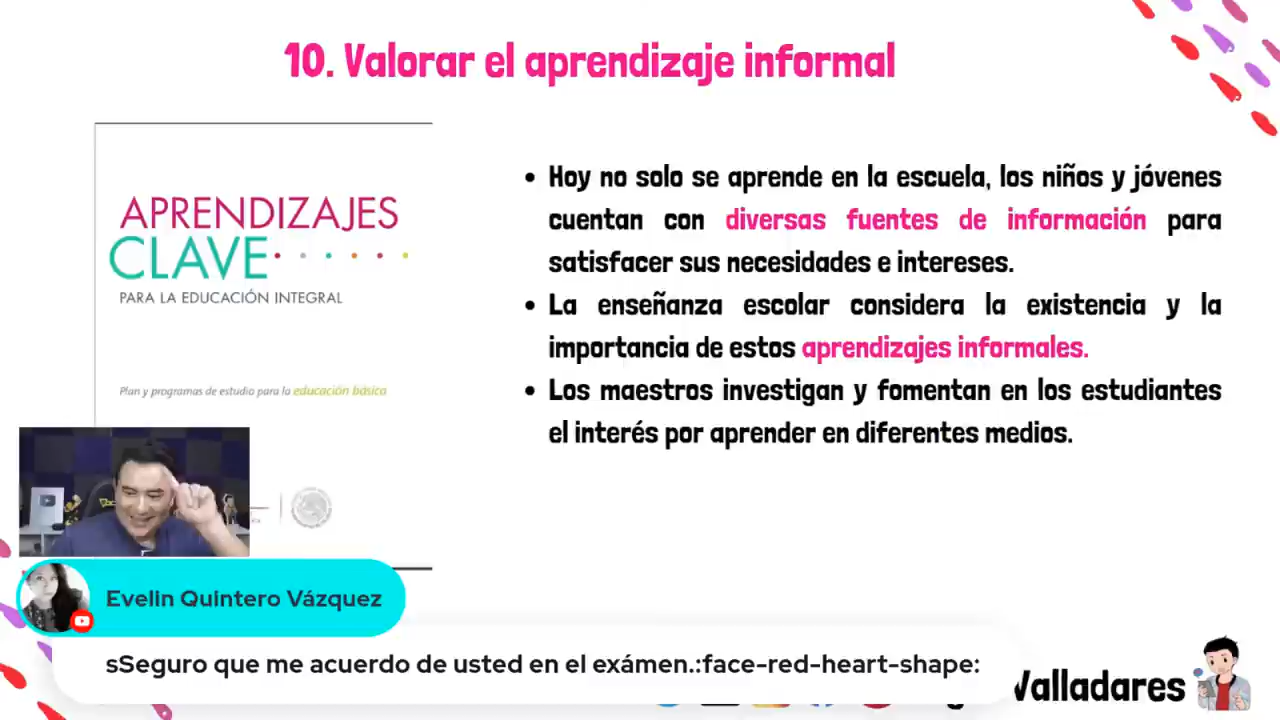 10. Valorar el aprendizaje informal
APRENDIZAJES
CLAVE
PARA LA EDUCACIÓN INTEGRAL
Plan y programas de estudio para la educación básica
• Hoy no solo se aprende en la escuela, los niños y jóvenes
cuentan con diversas fuentes de información para
satisfacer sus necesidades e intereses.
• La enseñanza escolar considera la existencia y la
importancia de estos aprendizajes informales.
• Los maestros investigan y fomentan en los estudiantes
el interés por aprender en diferentes medios.
Evelin Quintero Vázquez
sSeguro que me acuerdo de usted en el exámen.:face-red-heart-shape:
Valladares